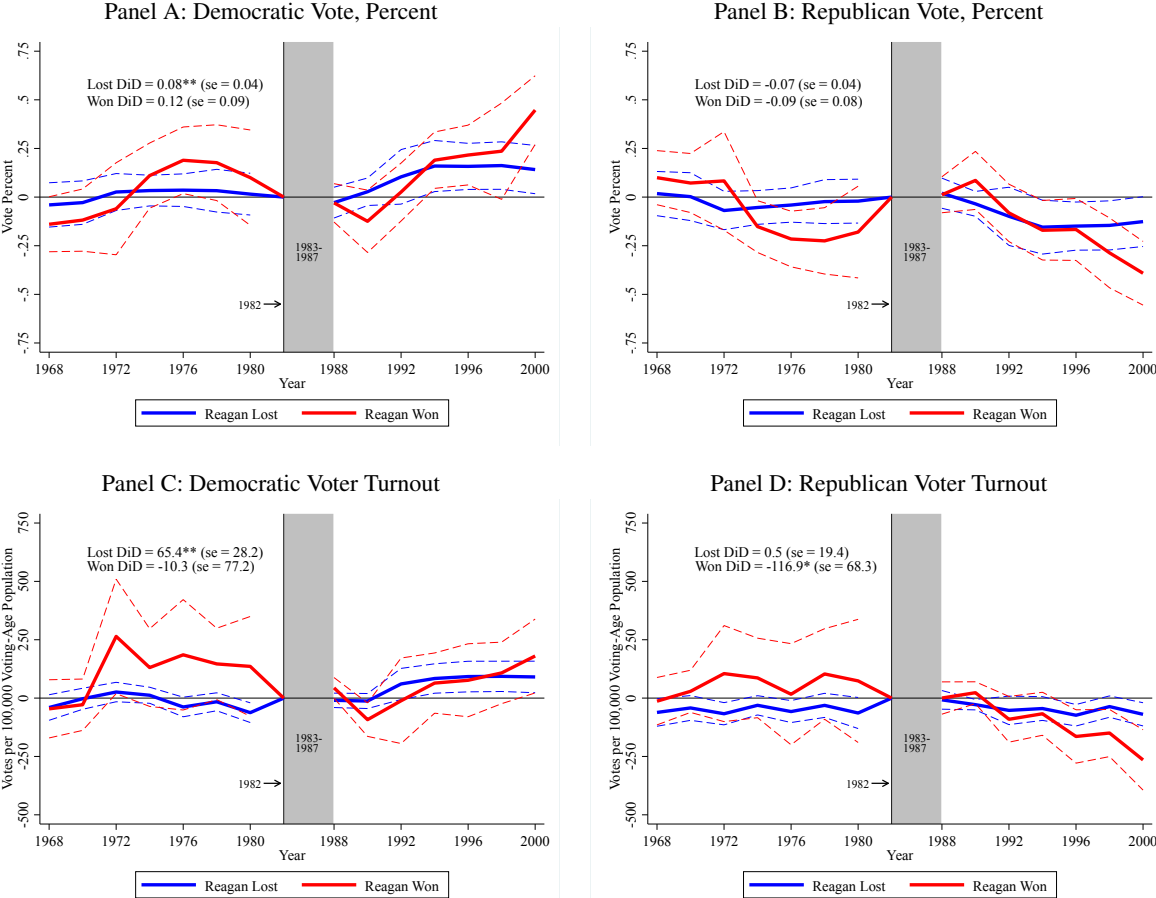 Panel A: Democratic Vote, Percent
Vote Percent
.75
.5
.25
0
-.25
-.5
-.75
Lost DiD = 0.08** (se = 0.04)
Won DiD = 0.12 (se = 0.09)
1983-
1987
1982
1968 1972 1976 1980 1988 1992 1996 2000
Year
Reagan Lost Reagan Won
Panel B: Republican Vote, Percent
Vote Percent
.75
.5
.25
0
-.25
-.5
-.75
Lost DiD = -0.07 (se = 0.04)
Won DiD = -0.09 (se = 0.08)
1983-
1987
1982
1968 1972 1976 1980 1988 1992 1996 2000
Year
Reagan Lost Reagan Won
Panel C: Democratic Voter Turnout
Votes per 100,000 Voting-Age Population
750
500
250
0
-250
-500
Lost DiD = 65.4** (se = 28.2)
Won DiD = -10.3 (se = 77.2)
1983-
1987
1982
1968 1972 1976 1980 1988 1992 1996 2000
Year
Reagan Lost Reagan Won
Panel D: Republican Voter Turnout
Votes per 100,000 Voting-Age Population
750
500
250
0
-250
-500
Lost DiD = 0.5 (se = 19.4)
Won DiD = -116.9* (se = 68.3)
1983-
1987
1982
1968 1972 1976 1980 1988 1992 1996 2000
Year
Reagan Lost Reagan Won